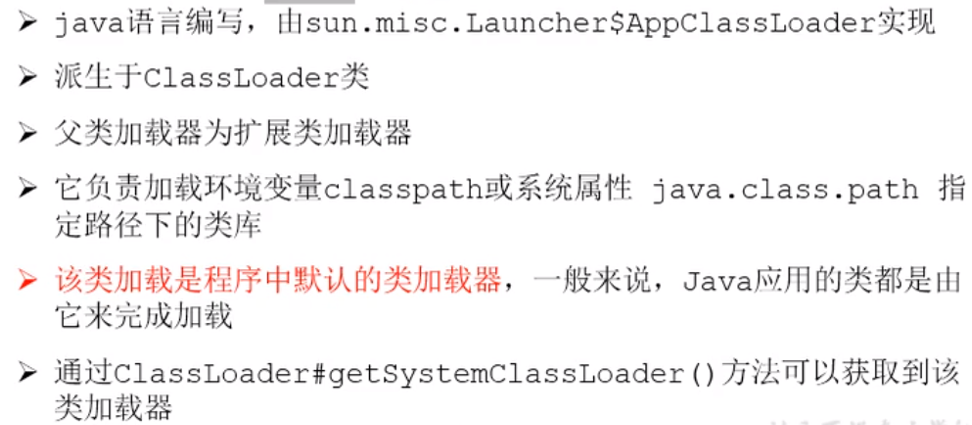 ➢ java语言编写，由sun.misc.Launcher$AppClassLoader实现
➢ 派生于ClassLoader类
➢ 父类加载器为扩展类加载器
➢ 它负责加载环境变量classpath或系统属性 java.class.path 指
定路径下的类库
➢ 该类加载是程序中默认的类加载器，一般来说，Java应用的类都是由
它来完成加载
➢ 通过ClassLoader#getSystemClassLoader()方法可以获取到该
类加载器